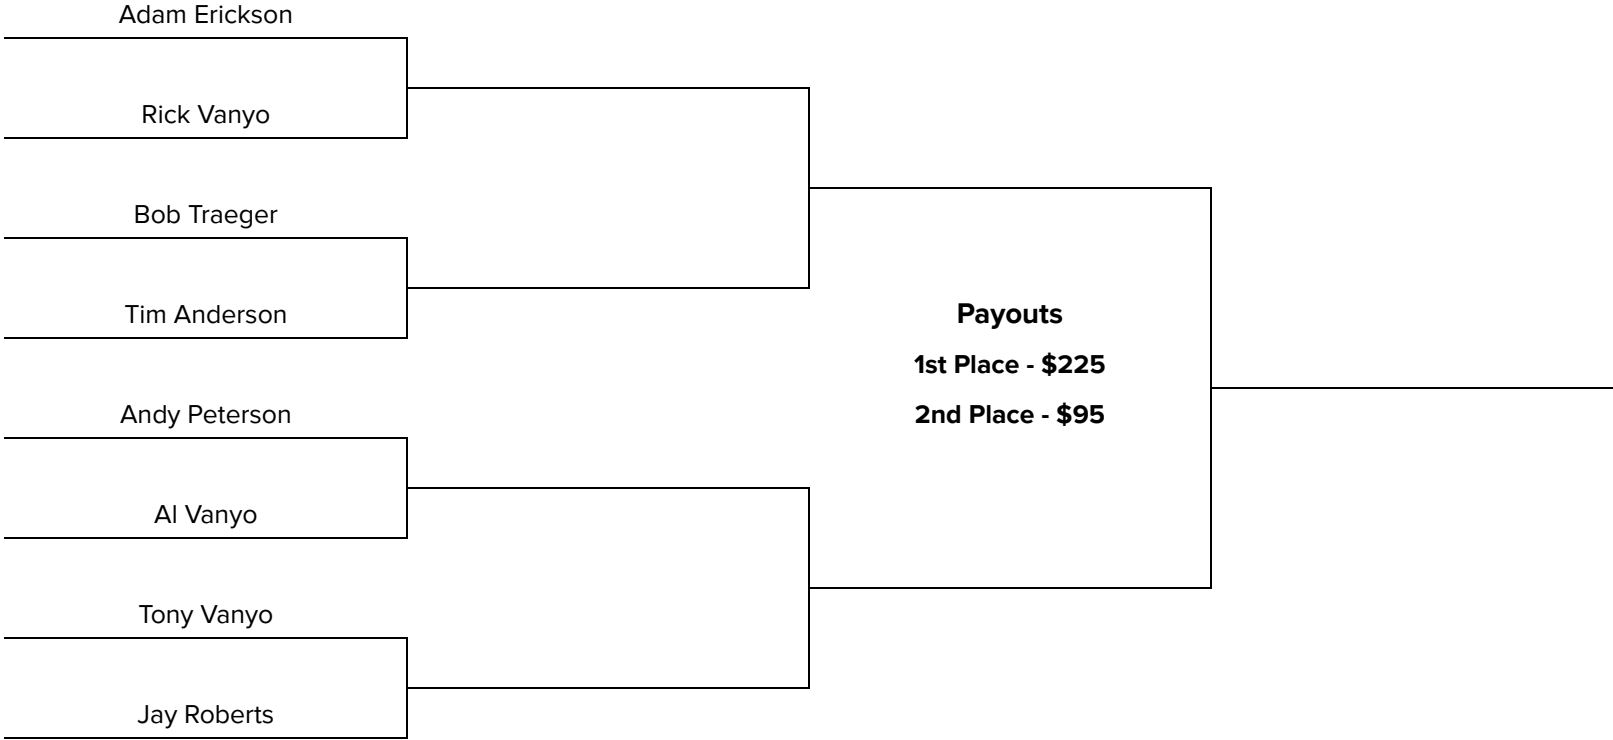 Adam Erickson
Rick Vanyo
Bob Traeger
Tim Anderson
Andy Peterson
Al Vanyo
Tony Vanyo
Jay Roberts
Payouts
1st Place - $225
2nd Place - $95